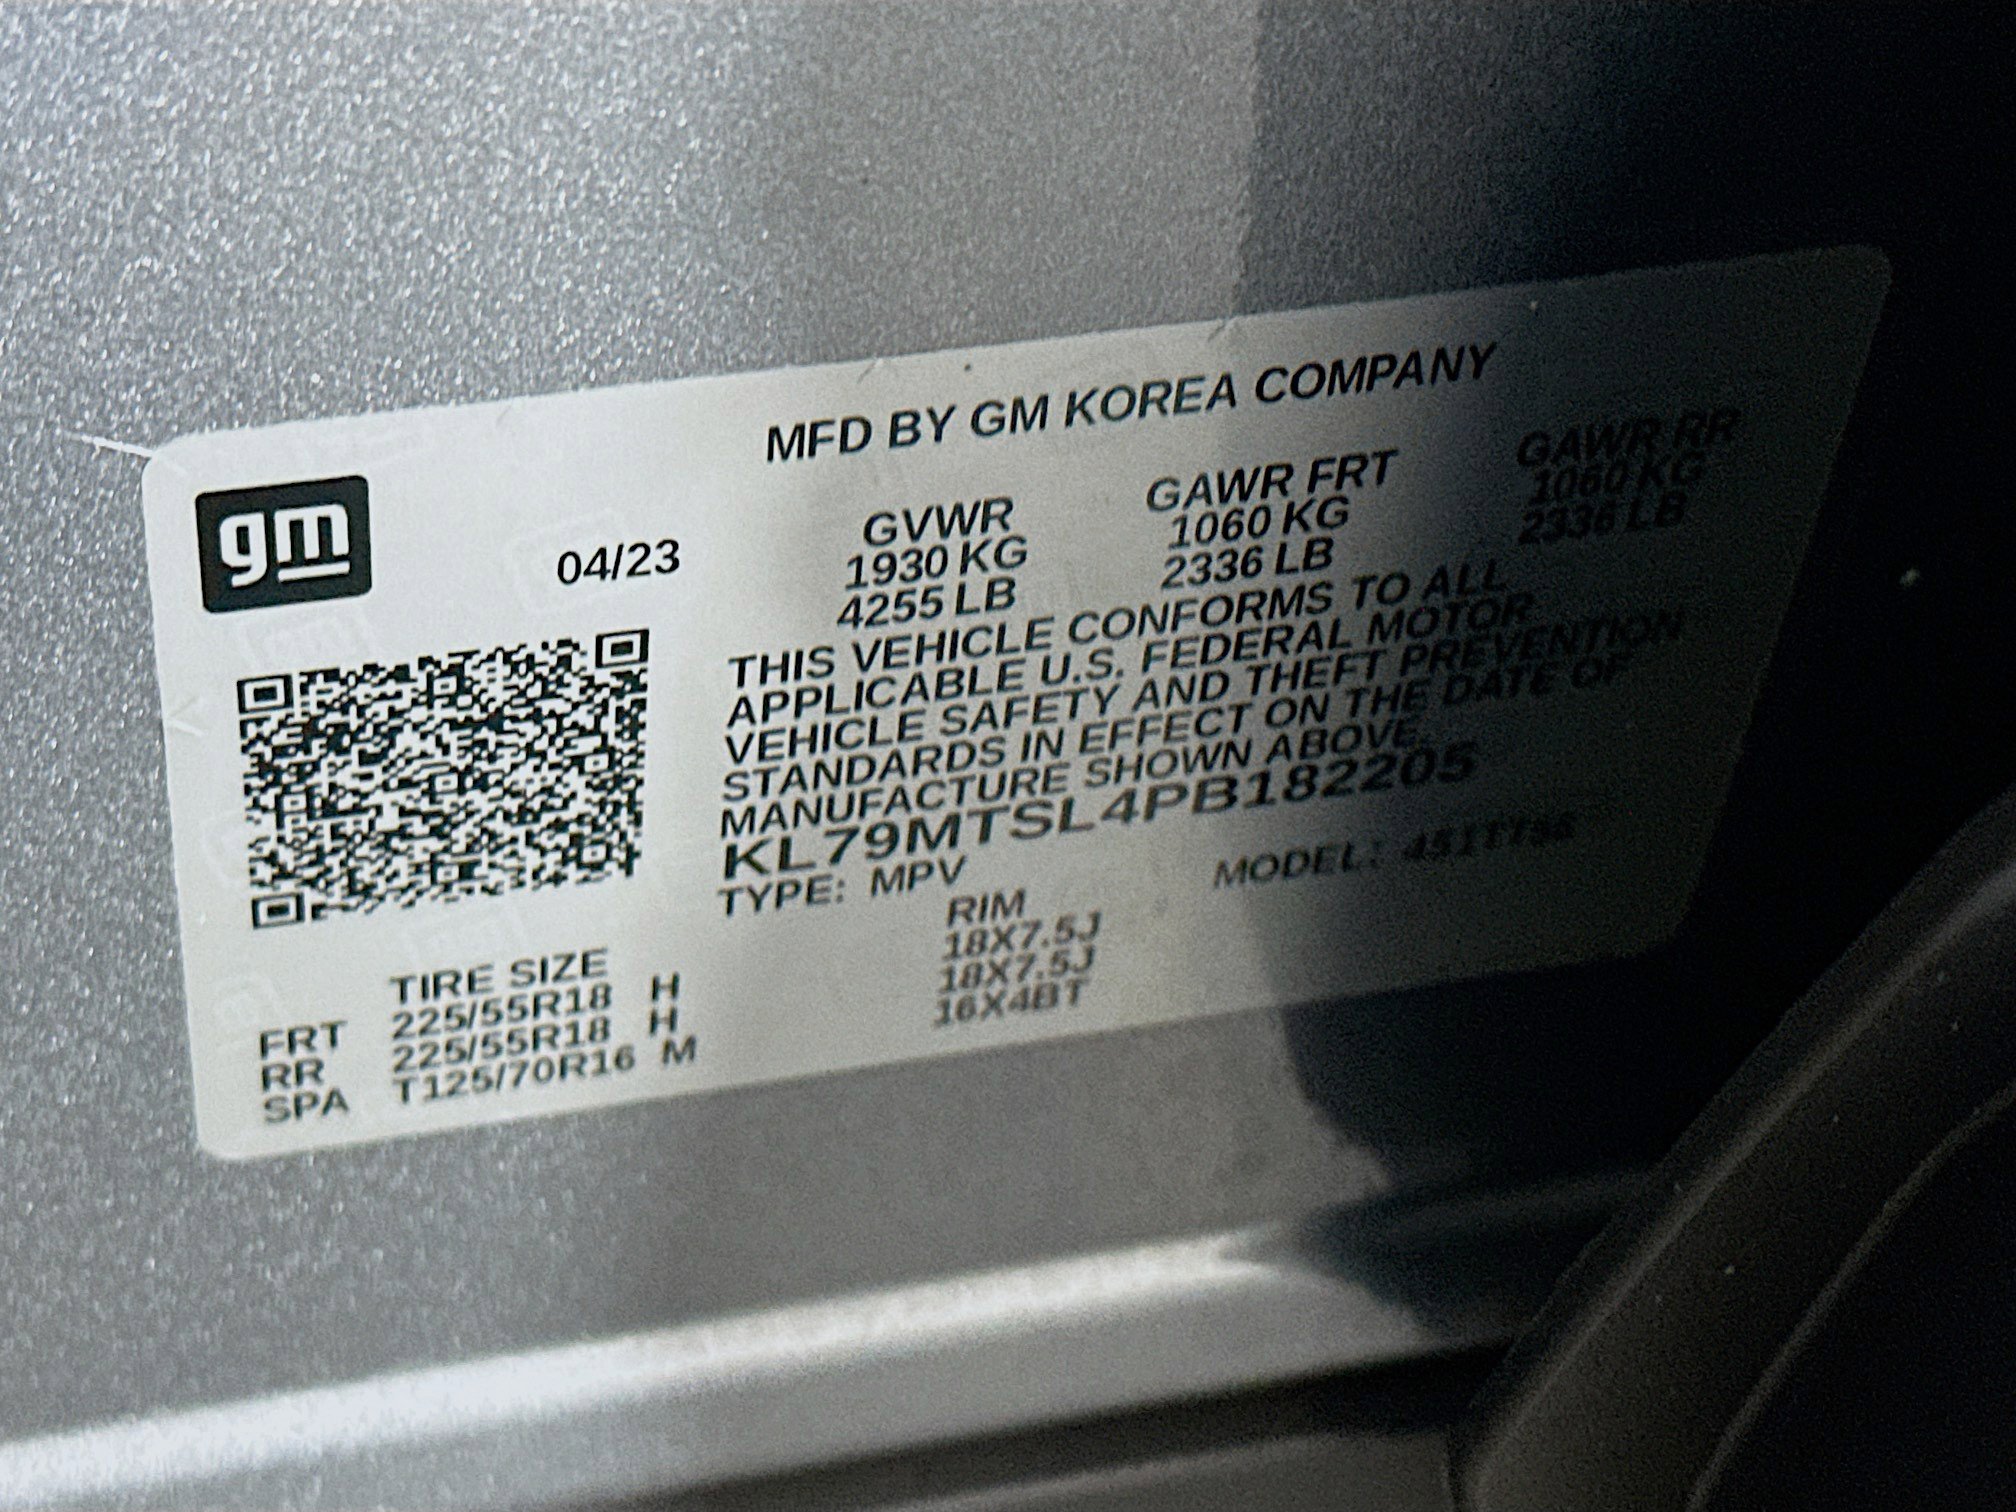 MFD BY GM KOREA COMPANY
gm
04/23
GVWR GAWR FRT GAWR RR
1930 KG 1060 KG 1060 KG
4255 LB 2336 LB 2336 LB
THIS VEHICLE CONFORMS TO ALL
APPLICABLE U.S. FEDERAL MOTOR
VEHICLE SAFETY AND THEFT PREVENTION
STANDARDS IN EFFECT ON THE DATE OF
MANUFACTURE SHOWN ABOVE.
KL79MTSL4PB182205
TYPE: MPV MODEL:
TIRE SIZE RIM
FRT 225/55R18 H 18X7.5J
RR 225/55R18 H 18X7.5J
SPA T125/70R16 M 16X4BT